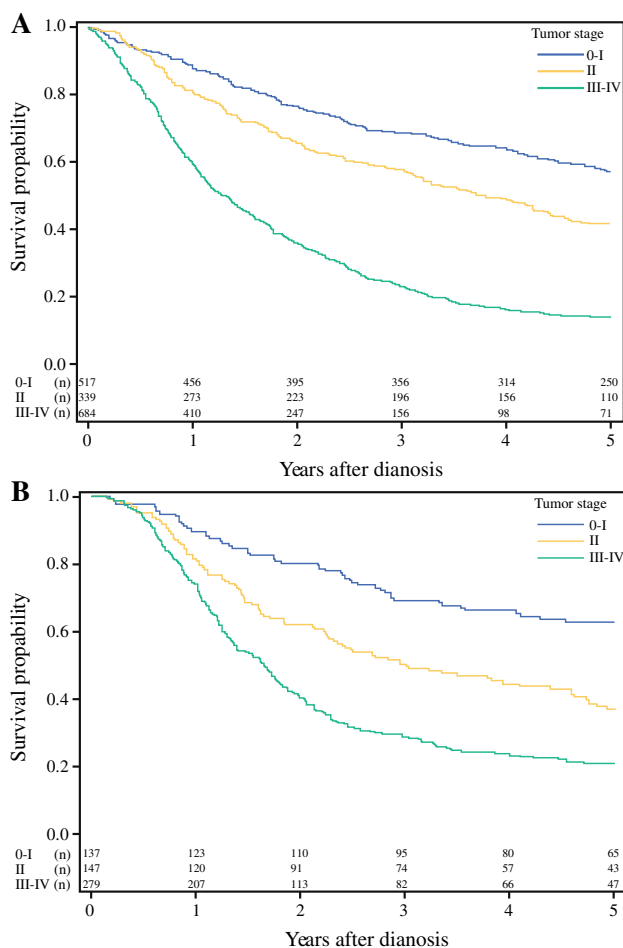 A
Tumor stage
0-I
II
III-IV
Survival propability
1.0
0.8
0.6
0.4
0.2
0.0
0-I (n) 517 456 395 356 314 250
II (n) 339 273 223 196 156 110
III-IV (n) 684 410 247 156 98 71
0 1 2 3 4 5
Years after dianosis
B
Tumor stage
0-I
II
III-IV
Survival propability
1.0
0.8
0.6
0.4
0.2
0.0
0-I (n) 137 123 110 95 80 65
II (n) 147 120 91 74 57 43
III-IV (n) 279 207 113 82 66 47
0 1 2 3 4 5
Years after dianosis